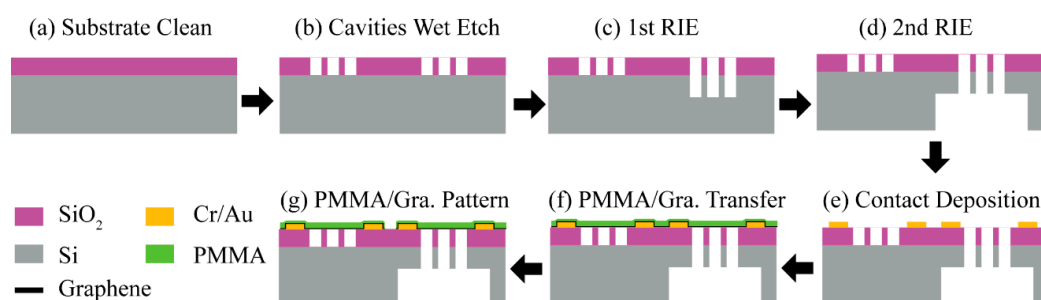 (a) Substrate Clean
(b) Cavities Wet Etch
(c) 1st RIE
(d) 2nd RIE
(g) PMMA/Gra. Pattern
(f) PMMA/Gra. Transfer
(e) Contact Deposition
SiO2
Cr/Au
Si
PMMA
Graphene